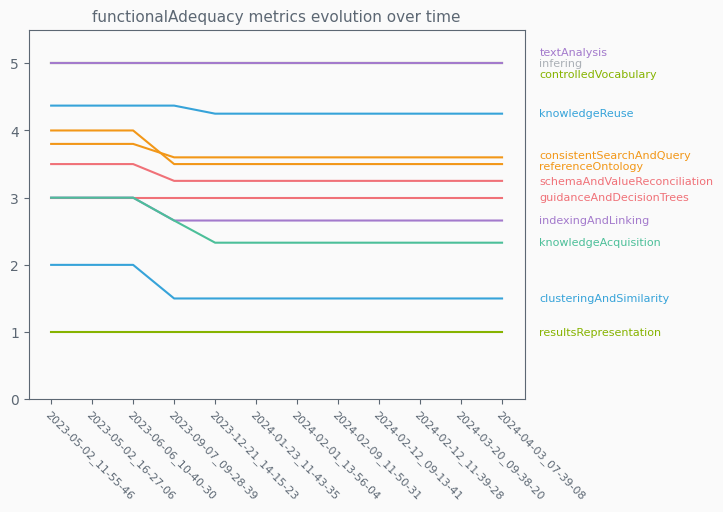 functionalAdequacy metrics evolution over time
5
4
3
2
1
0
textAnalysis
infering
controlledVocabulary
knowledgeReuse
consistentSearchAndQuery
referenceOntology
schemaAndValueReconciliation
guidanceAndDecisionTrees
indexingAndLinking
knowledgeAcquisition
clusteringAndSimilarity
resultsRepresentation
2023-05-02_11-55-46
2023-05-02_16-27-06
2023-06-06_10-40-30
2023-09-07_09-28-39
2023-12-21_14-15-23
2024-01-23_11-43-35
2024-02-01_13-56-04
2024-02-09_11-50-31
2024-02-12_09-13-41
2024-02-12_11-39-28
2024-03-20_09-38-20
2024-04-03_07-39-08